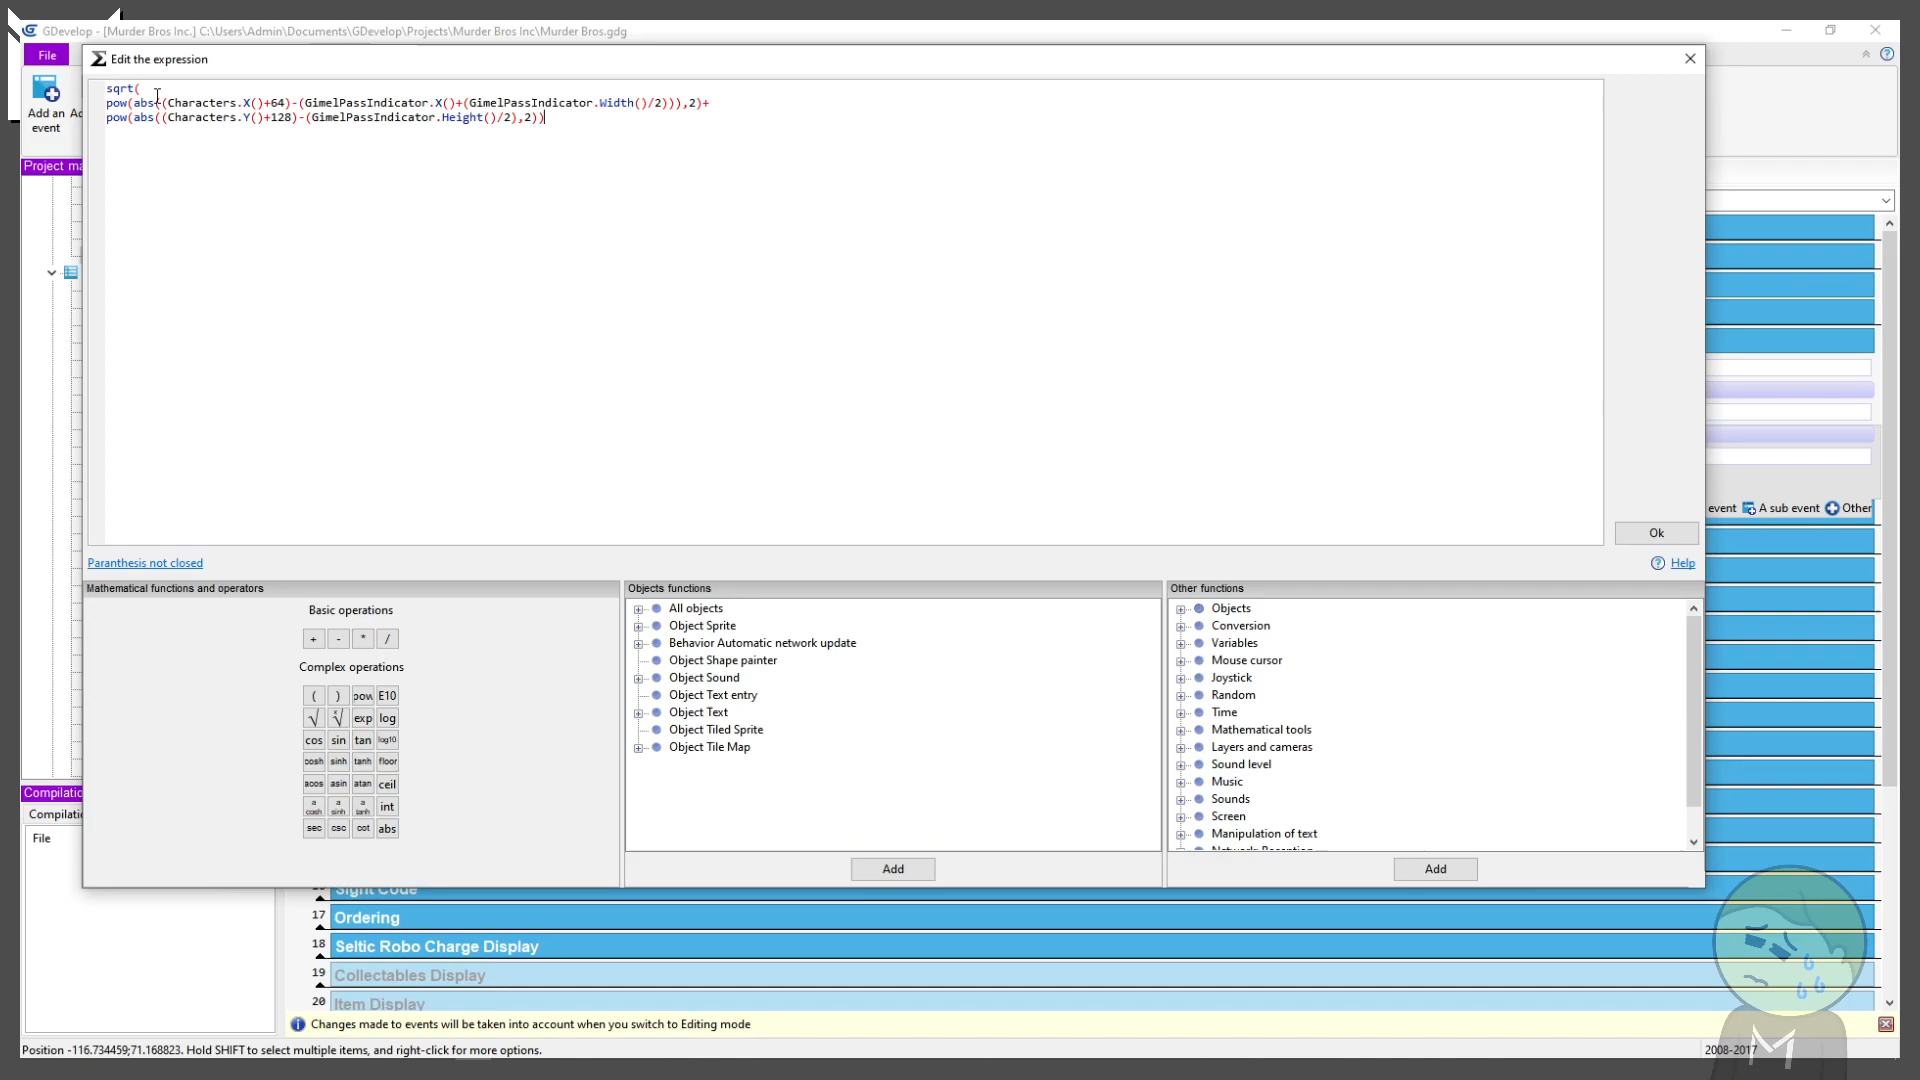 GDevelop - [Murder Bros Inc.] C:\Users\Admin\Documents\GDevelop\Projects\Murder Bros Inc\Murder Bros.gdg
File
Edit the expression
Add an
event
sqrt(
pow(abs((Characters.X()+64)-(GimelPassIndicator.X()+(GimelPassIndicator.Width()/2))),2)+
pow(abs((Characters.Y()+128)-(GimelPassIndicator.Height()/2),2))
Project ma
event A sub event Other
Ok
Paranthesis not closed
Help
Mathematical functions and operators
Basic operations
+ - * /
Complex operations
( ) pow E10
√ ∛ exp log
cos sin tan log10
cosh sinh tanh floor
acos asin atan ceil
a cosh a sinh a tanh int
sec csc cot abs
Objects functions
All objects
Object Sprite
Behavior Automatic network update
Object Shape painter
Object Sound
Object Text entry
Object Text
Object Tiled Sprite
Object Tile Map
Add
Other functions
Objects
Conversion
Variables
Mouse cursor
Joystick
Random
Time
Mathematical tools
Layers and cameras
Sound level
Music
Sounds
Screen
Manipulation of text
Add
Compilatio
Compilati
File
Sight Code
17 Ordering
18 Seltic Robo Charge Display
19 Collectables Display
20 Item Display
Changes made to events will be taken into account when you switch to Editing mode
Position -116.734459;71.168823. Hold SHIFT to select multiple items, and right-click for more options.
2008-2017